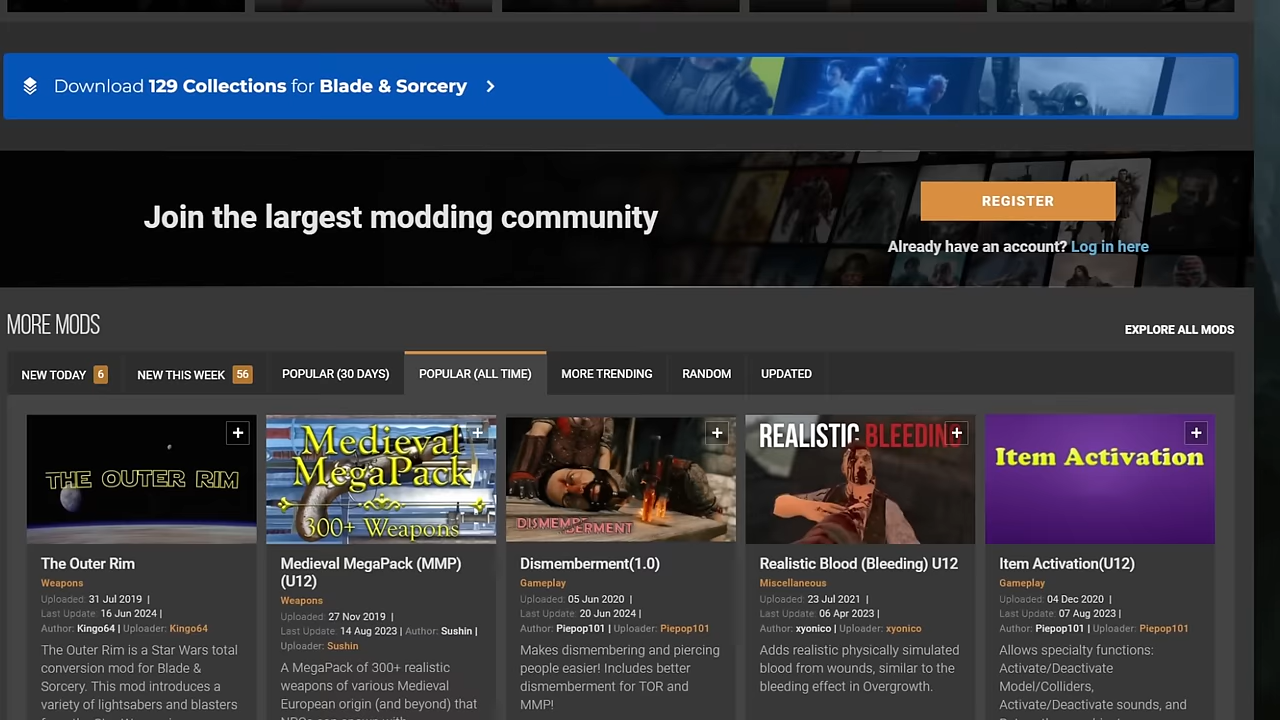 Download 129 Collections for Blade & Sorcery
Join the largest modding community
REGISTER
Already have an account? Log in here
MORE MODS
EXPLORE ALL MODS
NEW TODAY 6
NEW THIS WEEK 56
POPULAR (30 DAYS)
POPULAR (ALL TIME)
MORE TRENDING
RANDOM
UPDATED
THE OUTER RIM
The Outer Rim
Weapons
Uploaded: 31 Jul 2019 |
Last Update: 16 Jun 2024 |
Author: Kingo64 | Uploader: Kingo64
The Outer Rim is a Star Wars total
conversion mod for Blade &
Sorcery. This mod introduces a
variety of lightsabers and blasters
Medieval
MegaPack
300+ Weapons
Medieval MegaPack (MMP)
(U12)
Weapons
Uploaded: 27 Nov 2019 |
Last Update: 14 Aug 2023 | Author: Sushin |
Uploader: Sushin
A MegaPack of 300+ realistic
weapons of various Medieval
European origin (and beyond) that
DISMEMBERMENT
Dismemberment(1.0)
Gameplay
Uploaded: 05 Jun 2020 |
Last Update: 20 Jun 2024 |
Author: Piepop101 | Uploader: Piepop101
Makes dismembering and piercing
people easier! Includes better
dismemberment for TOR and
MMP!
REALISTIC BLEEDING
Realistic Blood (Bleeding) U12
Miscellaneous
Uploaded: 23 Jul 2021 |
Last Update: 06 Apr 2023 |
Author: xyonico | Uploader: xyonico
Adds realistic physically simulated
blood from wounds, similar to the
bleeding effect in Overgrowth.
Item Activation
Item Activation(U12)
Gameplay
Uploaded: 04 Dec 2020 |
Last Update: 07 Aug 2023 |
Author: Piepop101 | Uploader: Piepop101
Allows specialty functions:
Activate/Deactivate
Model/Colliders,
Activate/Deactivate sounds, and